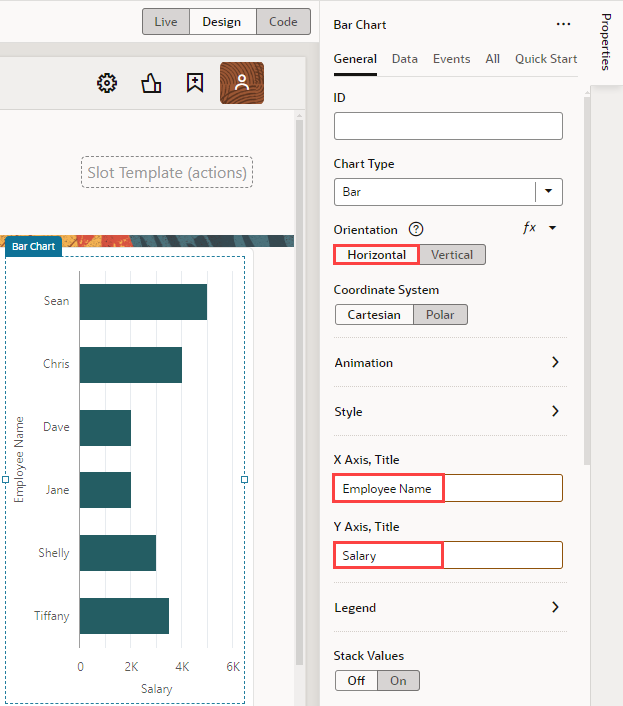 Live Design Code
Slot Template (actions)
Bar Chart
Sean
Chris
Dave
Jane
Shelly
Tiffany
Employee Name
0 2K 4K 6K
Salary
Bar Chart ...
General Data Events All Quick Start
ID
Chart Type
Bar
Orientation ? fx
Horizontal Vertical
Coordinate System
Cartesian Polar
Animation
Style
X Axis, Title
Employee Name
Y Axis, Title
Salary
Legend
Stack Values
Off On
Properties